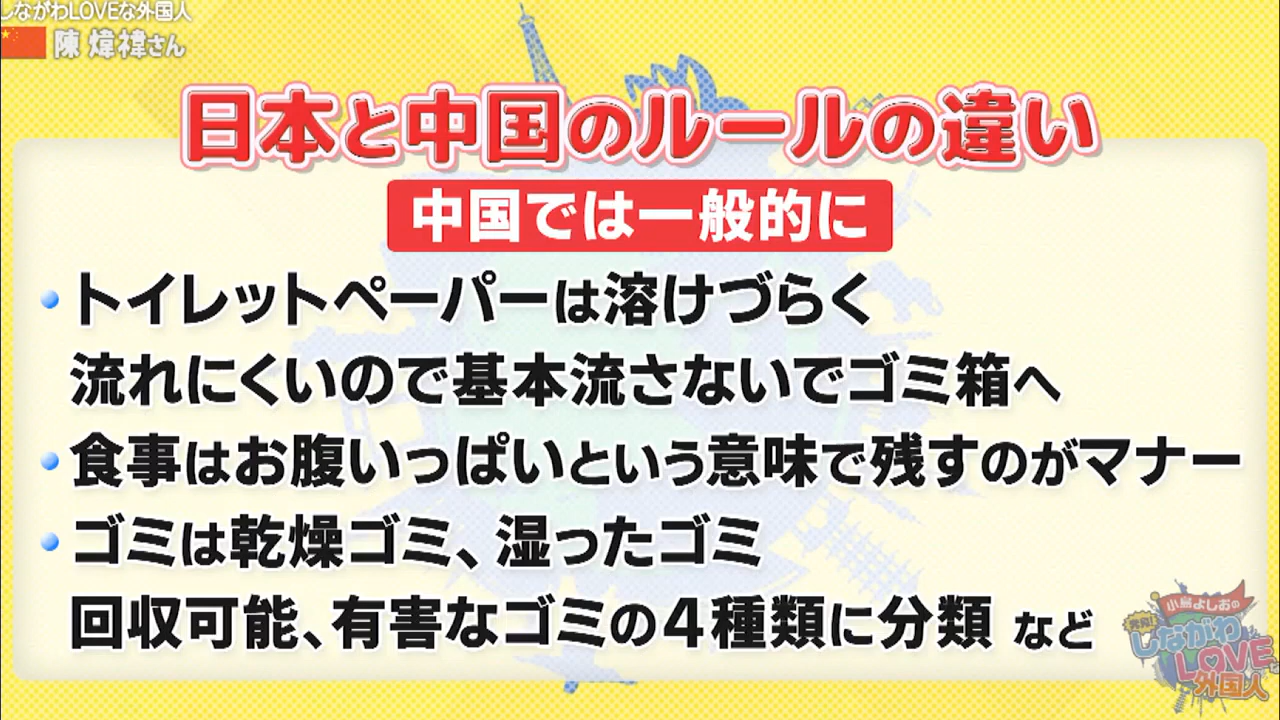 しながわLOVEな外国人
陳 煒禕さん
日本と中国のルールの違い
中国では一般的に
トイレットペーパーは溶けづらく
流れにくいので基本流さないでゴミ箱へ
食事はお腹いっぱいという意味で残すのがマナー
ゴミは乾燥ゴミ、湿ったゴミ
回収可能、有害なゴミの4種類に分類 など
小島よしおの
発見!
しながわ
LOVEな
外国人